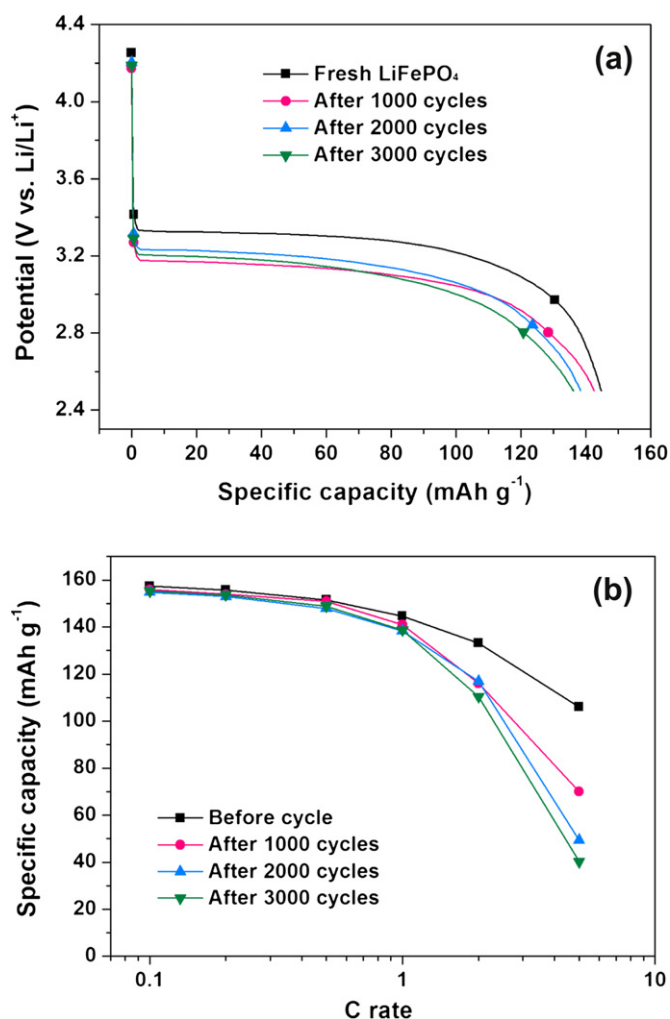 (a)
Fresh LiFePO₄
After 1000 cycles
After 2000 cycles
After 3000 cycles
Potential (V vs. Li/Li⁺)
4.4
4.0
3.6
3.2
2.8
2.4
0 20 40 60 80 100 120 140 160
Specific capacity (mAh g⁻¹)
(b)
Specific capacity (mAh g⁻¹)
160
140
120
100
80
60
40
20
0
Before cycle
After 1000 cycles
After 2000 cycles
After 3000 cycles
0.1 1 10
C rate